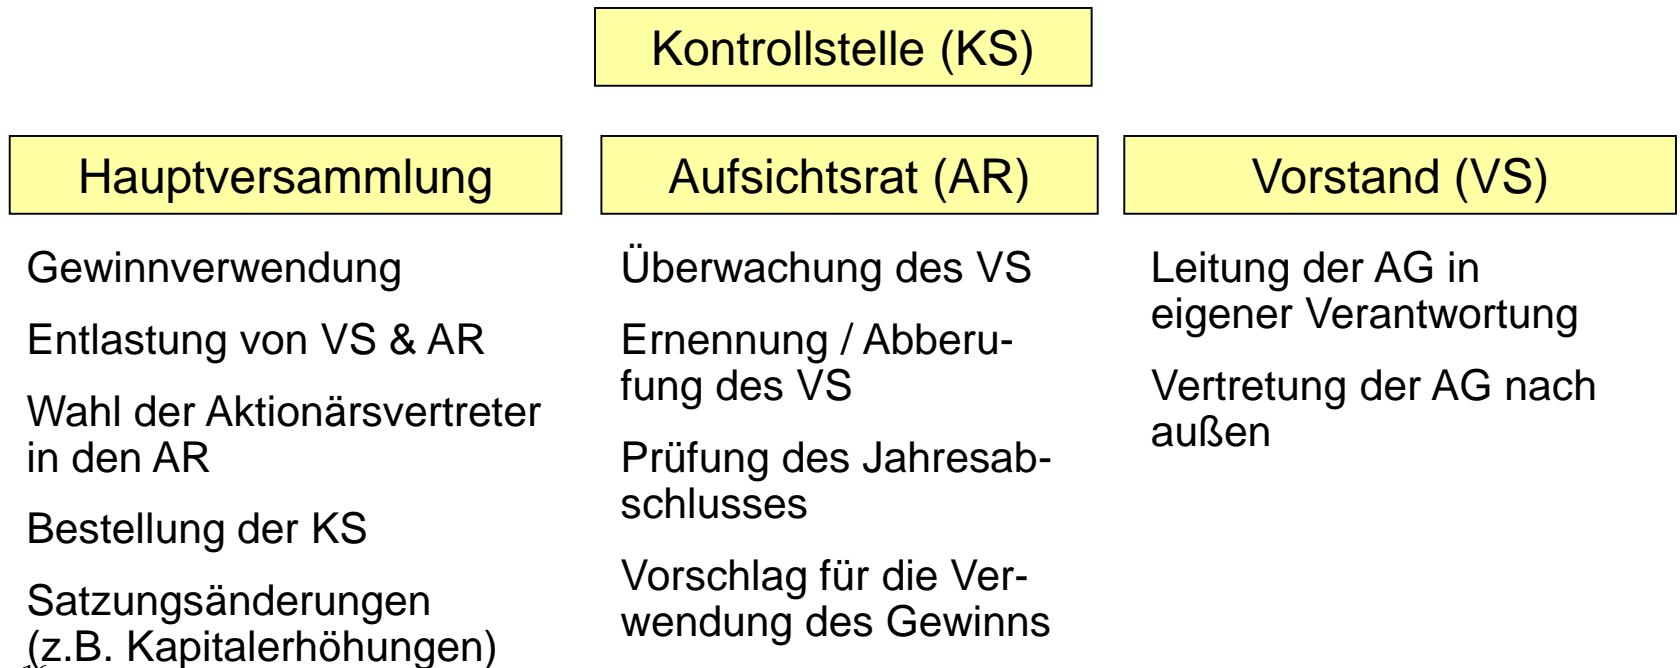 Kontrollstelle (KS)
Hauptversammlung
Gewinnverwendung
Entlastung von VS & AR
Wahl der Aktionärsvertreter
in den AR
Bestellung der KS
Satzungsänderungen
(z.B. Kapitalerhöhungen)
Aufsichtsrat (AR)
Überwachung des VS
Ernennung / Abberu-
fung des VS
Prüfung des Jahresab-
schlusses
Vorschlag für die Ver-
wendung des Gewinns
Vorstand (VS)
Leitung der AG in
eigener Verantwortung
Vertretung der AG nach
außen